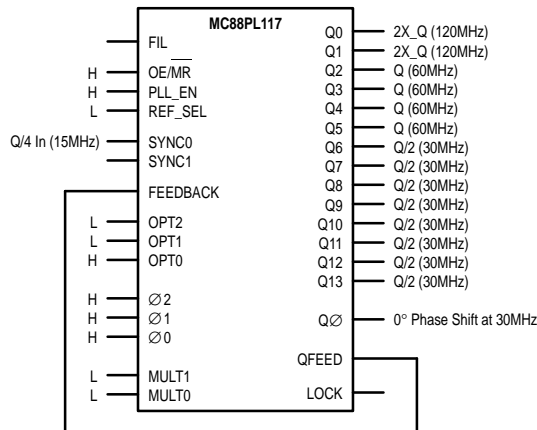 MC88PL117
FIL
H OE/MR
H PLL_EN
L REF_SEL
Q/4 In (15MHz) SYNC0
SYNC1
FEEDBACK
L OPT2
L OPT1
H OPT0
H ∅2
H ∅1
H ∅0
L MULT1
L MULT0
Q0 2X_Q (120MHz)
Q1 2X_Q (120MHz)
Q2 Q (60MHz)
Q3 Q (60MHz)
Q4 Q (60MHz)
Q5 Q (60MHz)
Q6 Q/2 (30MHz)
Q7 Q/2 (30MHz)
Q8 Q/2 (30MHz)
Q9 Q/2 (30MHz)
Q10 Q/2 (30MHz)
Q11 Q/2 (30MHz)
Q12 Q/2 (30MHz)
Q13 Q/2 (30MHz)
Q∅ 0° Phase Shift at 30MHz
QFEED
LOCK